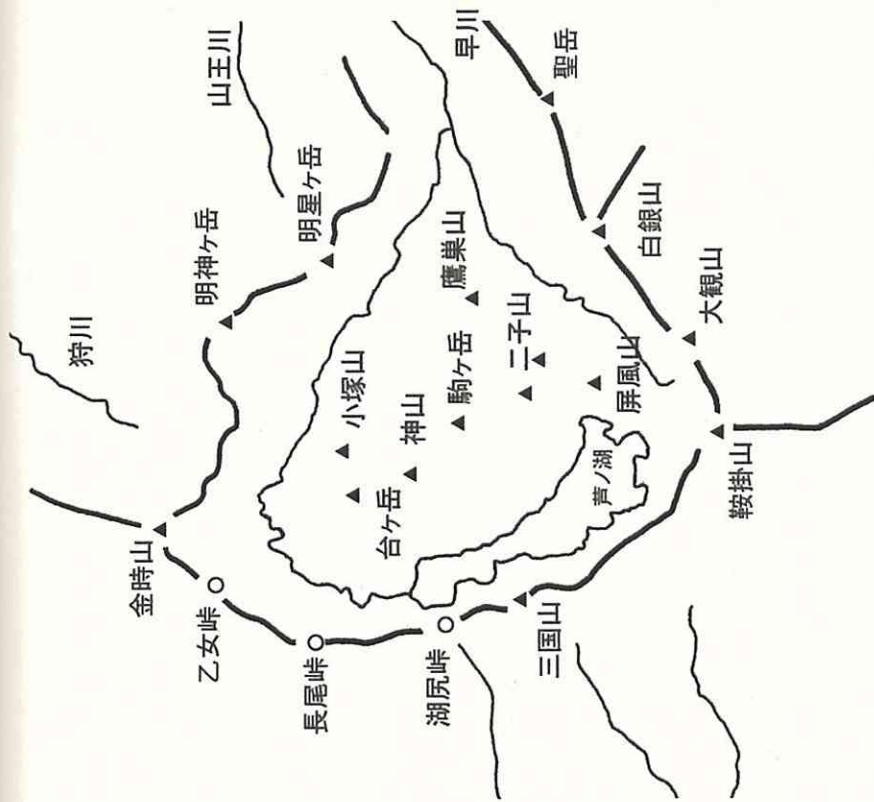 狩川
山王川
早川
明神ヶ岳
明星ヶ岳
聖岳
金時山
小塚山
鷹巣山
白銀山
乙女峠
台ヶ岳
神山
駒ヶ岳
二子山
大観山
長尾峠
屏風山
芦ノ湖
湖尻峠
三国山
鞍掛山